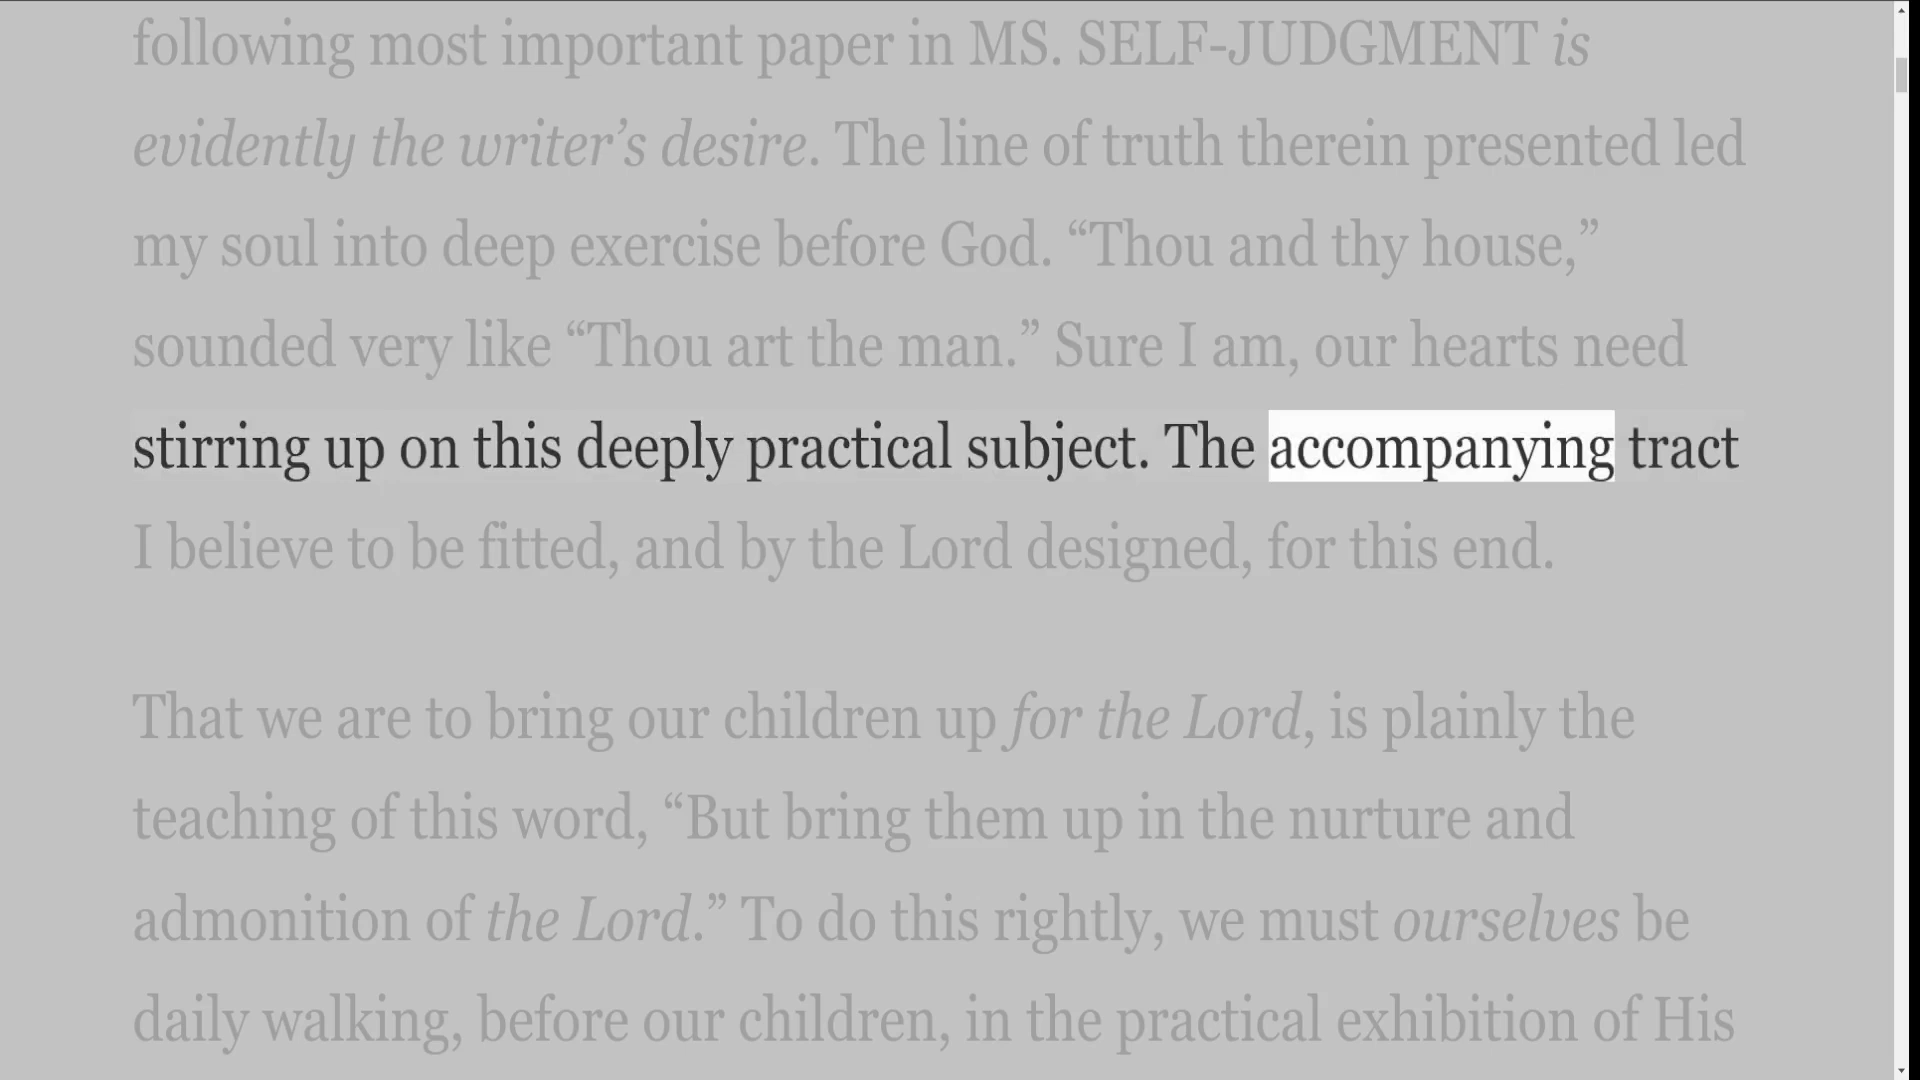 following most important paper in MS. SELF-JUDGMENT is
evidently the writer’s desire. The line of truth therein presented led
my soul into deep exercise before God. “Thou and thy house,”
sounded very like “Thou art the man.” Sure I am, our hearts need
stirring up on this deeply practical subject. The accompanying tract
I believe to be fitted, and by the Lord designed, for this end.
That we are to bring our children up for the Lord, is plainly the
teaching of this word, “But bring them up in the nurture and
admonition of the Lord.” To do this rightly, we must ourselves be
daily walking, before our children, in the practical exhibition of His